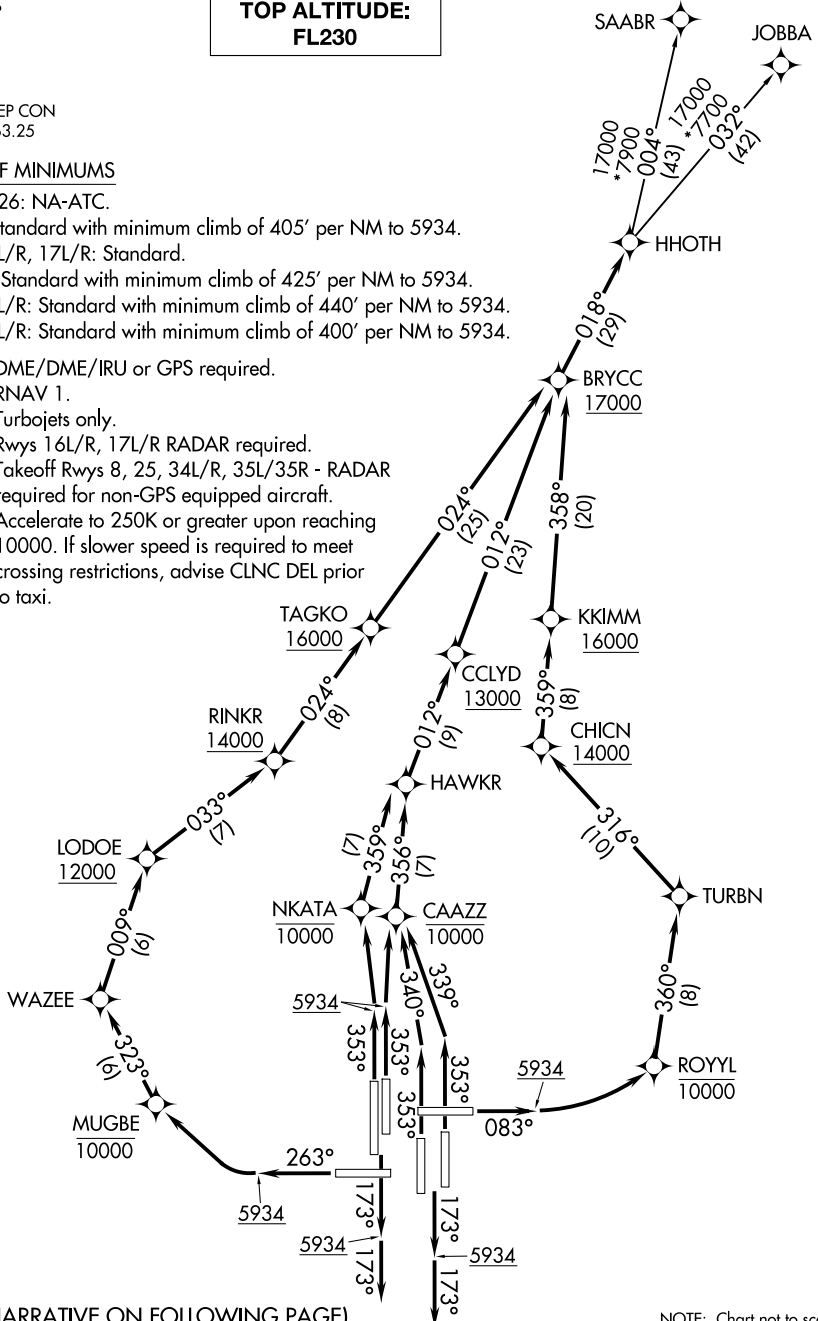 TOP ALTITUDE:
FL230
SAABR
JOBBA
EP CON
3.25
F MINIMUMS
26: NA-ATC.
tandard with minimum climb of 405' per NM to 5934.
L/R, 17L/R: Standard.
Standard with minimum climb of 425' per NM to 5934.
L/R: Standard with minimum climb of 440' per NM to 5934.
L/R: Standard with minimum climb of 400' per NM to 5934.
DME/DME/IRU or GPS required.
RNAV 1.
Turbojets only.
Rwys 16L/R, 17L/R RADAR required.
Takeoff Rwys 8, 25, 34L/R, 35L/35R - RADAR
required for non-GPS equipped aircraft.
Accelerate to 250K or greater upon reaching
10000. If slower speed is required to meet
crossing restrictions, advise CLNC DEL prior
o taxi.
17000
*7900
004°
(43)
17000
*7700
032°
(42)
HHOTH
018°
(29)
BRYCC
17000
024°
(25)
012°
(23)
358°
(20)
TAGKO
16000
KKIMM
16000
CCLYD
13000
024°
(8)
012°
(9)
359°
(8)
RINKR
14000
CHICN
14000
HAWKR
033°
(7)
(7)
359°
356°
(7)
316°
(10)
LODOE
12000
NKATA
10000
CAAZZ
10000
TURBN
009°
(6)
340°
339°
360°
(8)
WAZEE
5934
353°
353°
353°
353°
323°
(6)
5934
ROYYL
10000
083°
MUGBE
10000
263°
5934
173°
173°
5934
5934
173°
173°
NARRATIVE ON FOLLOWING PAGE)
NOTE: Chart not to sc